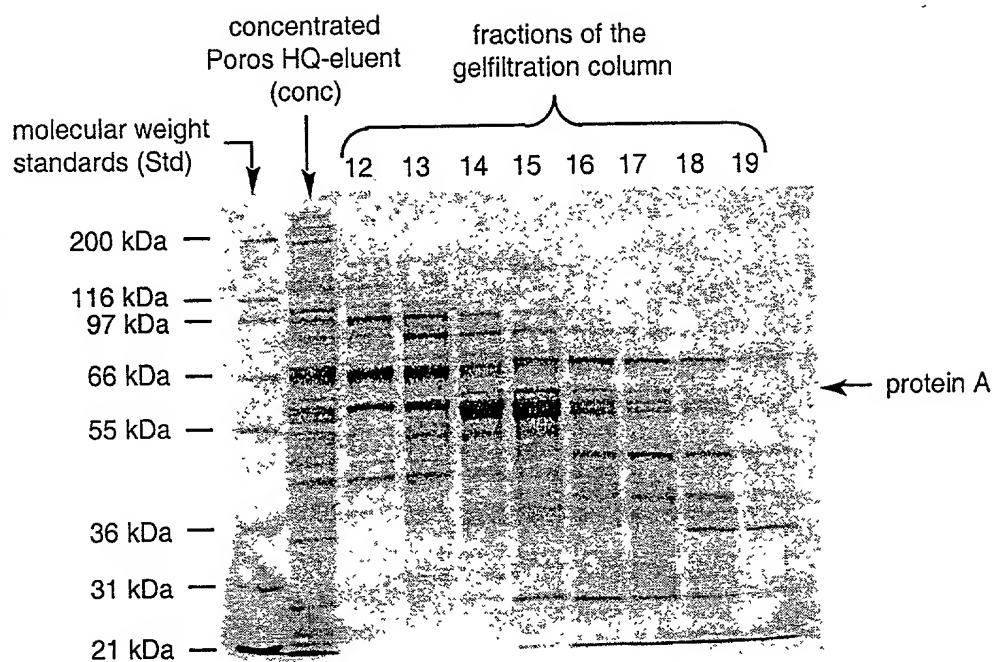 concentrated
Poros HQ-eluent
(conc)
fractions of the
gelfiltration column
molecular weight
standards (Std)
12 13 14 15 16 17 18 19
200 kDa
116 kDa
97 kDa
66 kDa
protein A
55 kDa
36 kDa
31 kDa
21 kDa